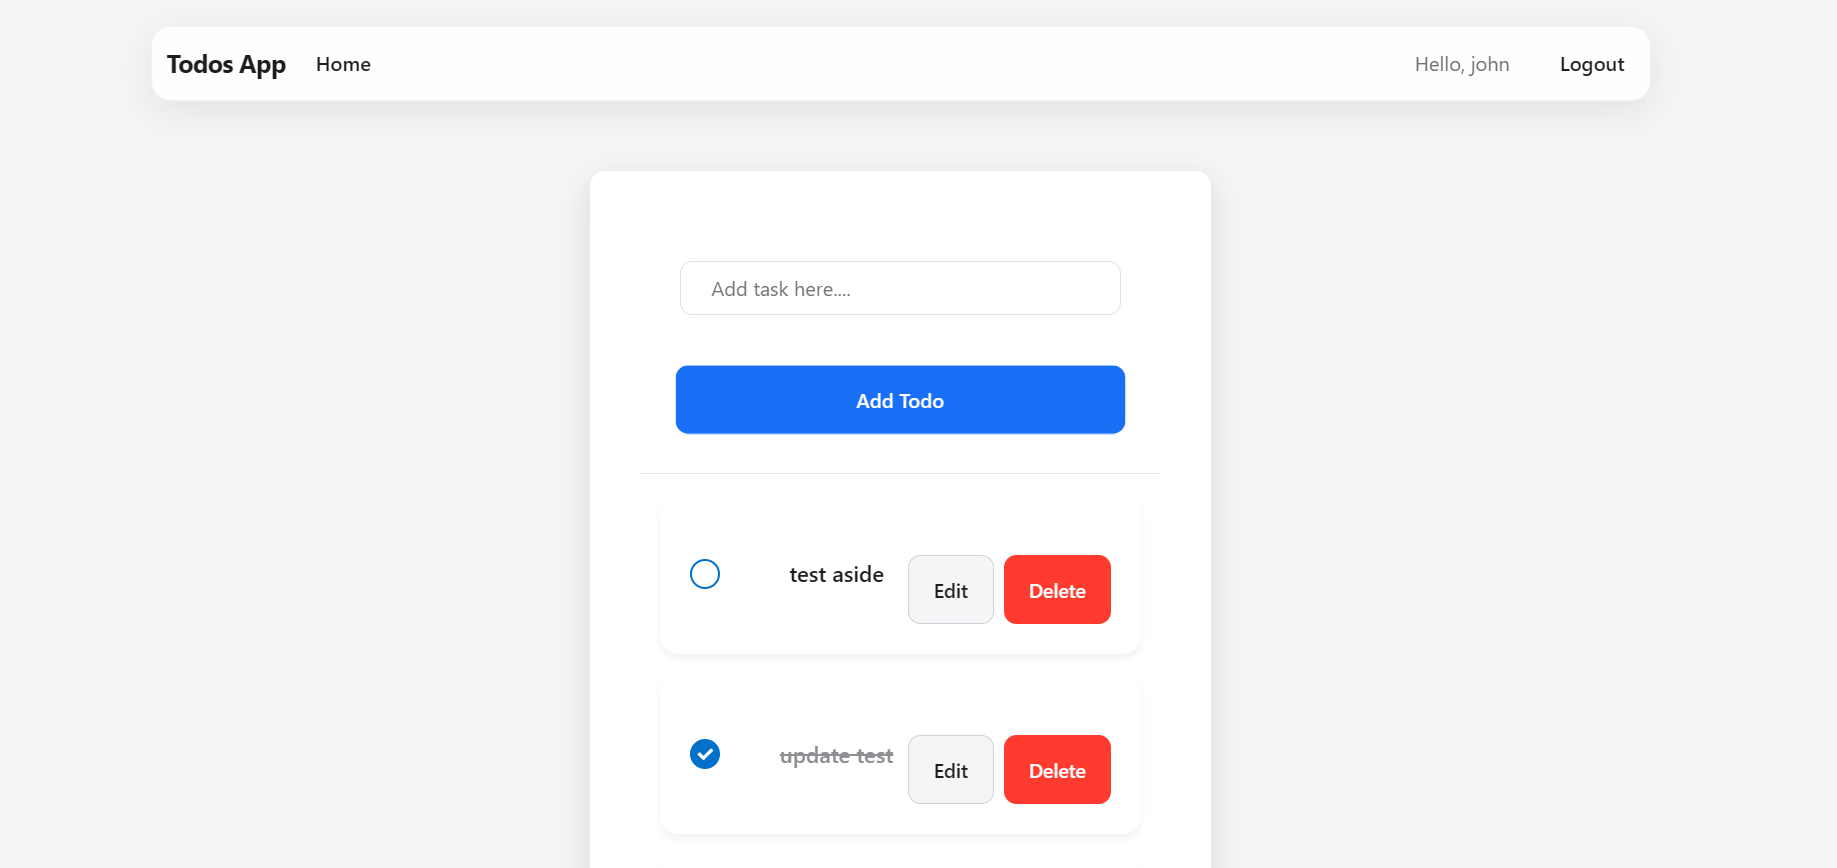 Todos App Home Hello, john Logout
Add task here....
Add Todo
test aside Edit Delete
update test Edit Delete